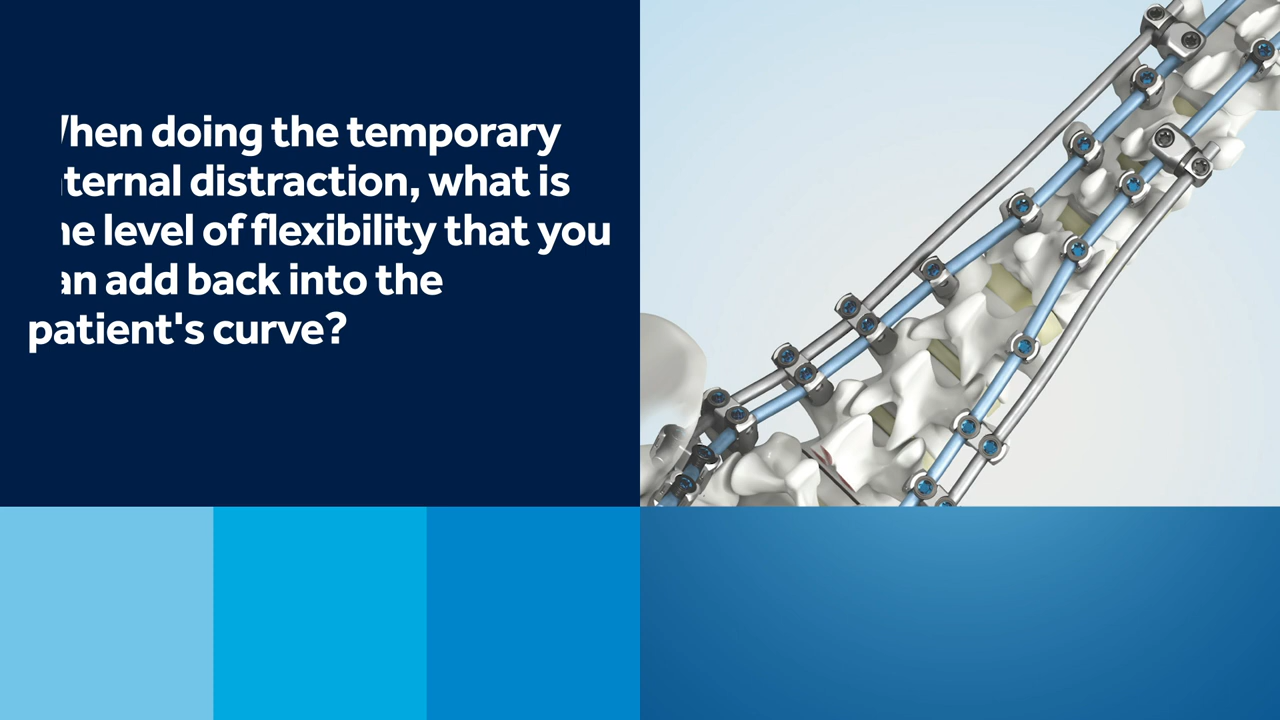 hen doing the temporary
ternal distraction, what is
he level of flexibility that you
an add back into the
patient's curve?